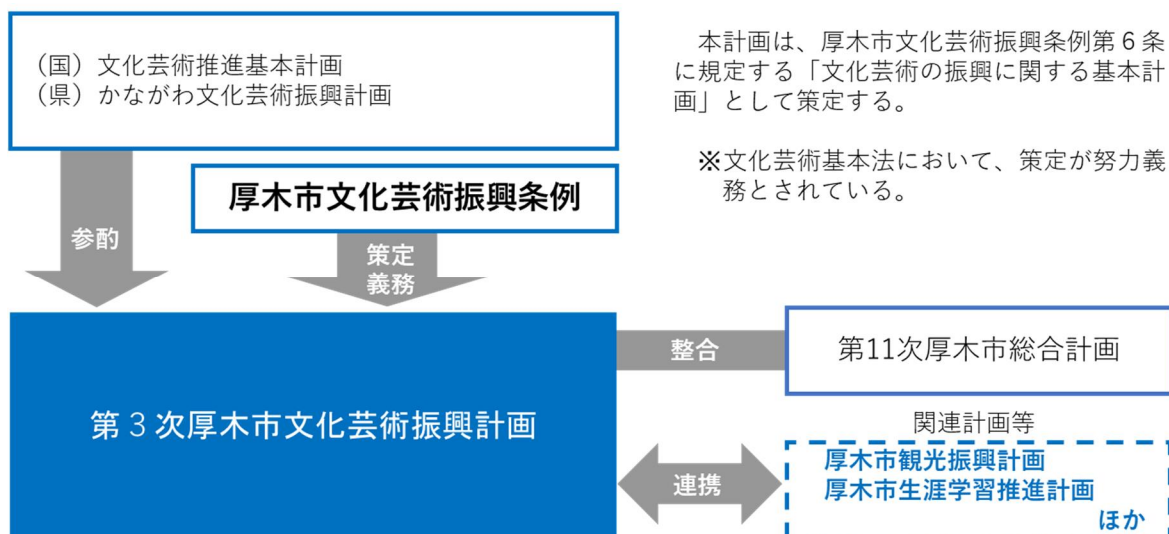 （国）文化芸術推進基本計画
（県）かながわ文化芸術振興計画
本計画は、厚木市文化芸術振興条例第６条
に規定する「文化芸術の振興に関する基本計
画」として策定する。
※文化芸術基本法において、策定が努力義
務とされている。
厚木市文化芸術振興条例
参酌
策定
義務
第３次厚木市文化芸術振興計画
整合
第11次厚木市総合計画
関連計画等
連携
厚木市観光振興計画
厚木市生涯学習推進計画
ほか